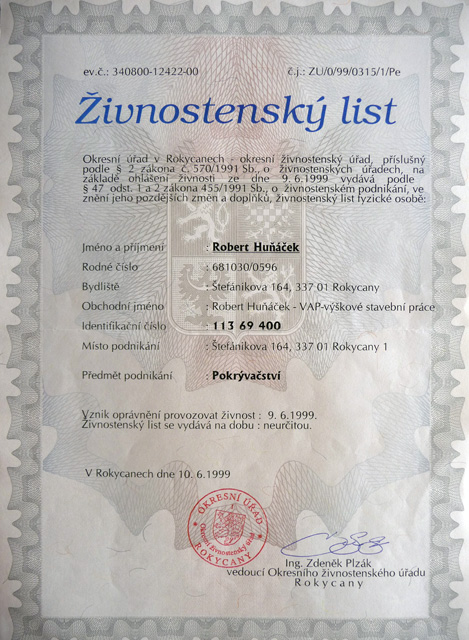 ev.č.: 340800-12422-00 č.j.: ZU/0/99/0315/1/Pe
Živnostenský list
Okresní úřad v Rokycanech - okresní živnostenský úřad, příslušný
podle § 2 zákona č. 570/1991 Sb., o živnostenských úřadech, na
základě ohlášení živnosti ze dne 9. 6.1999 vydává podle
§ 47 odst. 1 a 2 zákona 455/1991 Sb., o živnostenském podnikání, ve
znění jeho pozdějších změn a doplňků, živnostenský list fyzické osobě:
Jméno a příjmení : Robert Huňáček
Rodné číslo : 681030/0596
Bydliště : Štefánikova 164, 337 01 Rokycany
Obchodní jméno : Robert Huňáček - VAP-výškové stavební práce
Identifikační číslo : 113 69 400
Místo podnikání : Štefánikova 164, 337 01 Rokycany 1
Předmět podnikání : Pokrývačství
Vznik oprávnění provozovat živnost : 9. 6.1999.
Živnostenský list se vydává na dobu : neurčitou.
V Rokycanech dne 10. 6.1999
OKRESNÍ ÚŘAD
Okresní živnostenský úřad
ROKYCANY
Ing. Zdeněk Plzák
vedoucí Okresního živnostenského úřadu
Rokycany